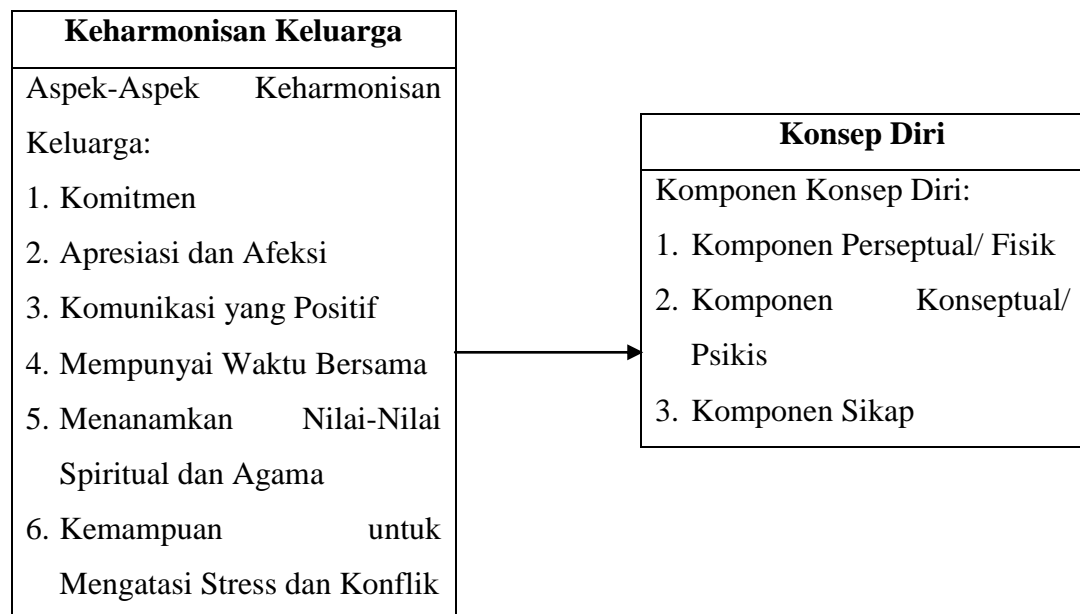 Keharmonisan Keluarga
Aspek-Aspek Keharmonisan
Keluarga:
1. Komitmen
2. Apresiasi dan Afeksi
3. Komunikasi yang Positif
4. Mempunyai Waktu Bersama
5. Menanamkan Nilai-Nilai
Spiritual dan Agama
6. Kemampuan untuk
Mengatasi Stress dan Konflik
Konsep Diri
Komponen Konsep Diri:
1. Komponen Perseptual/ Fisik
2. Komponen Konseptual/
Psikis
3. Komponen Sikap